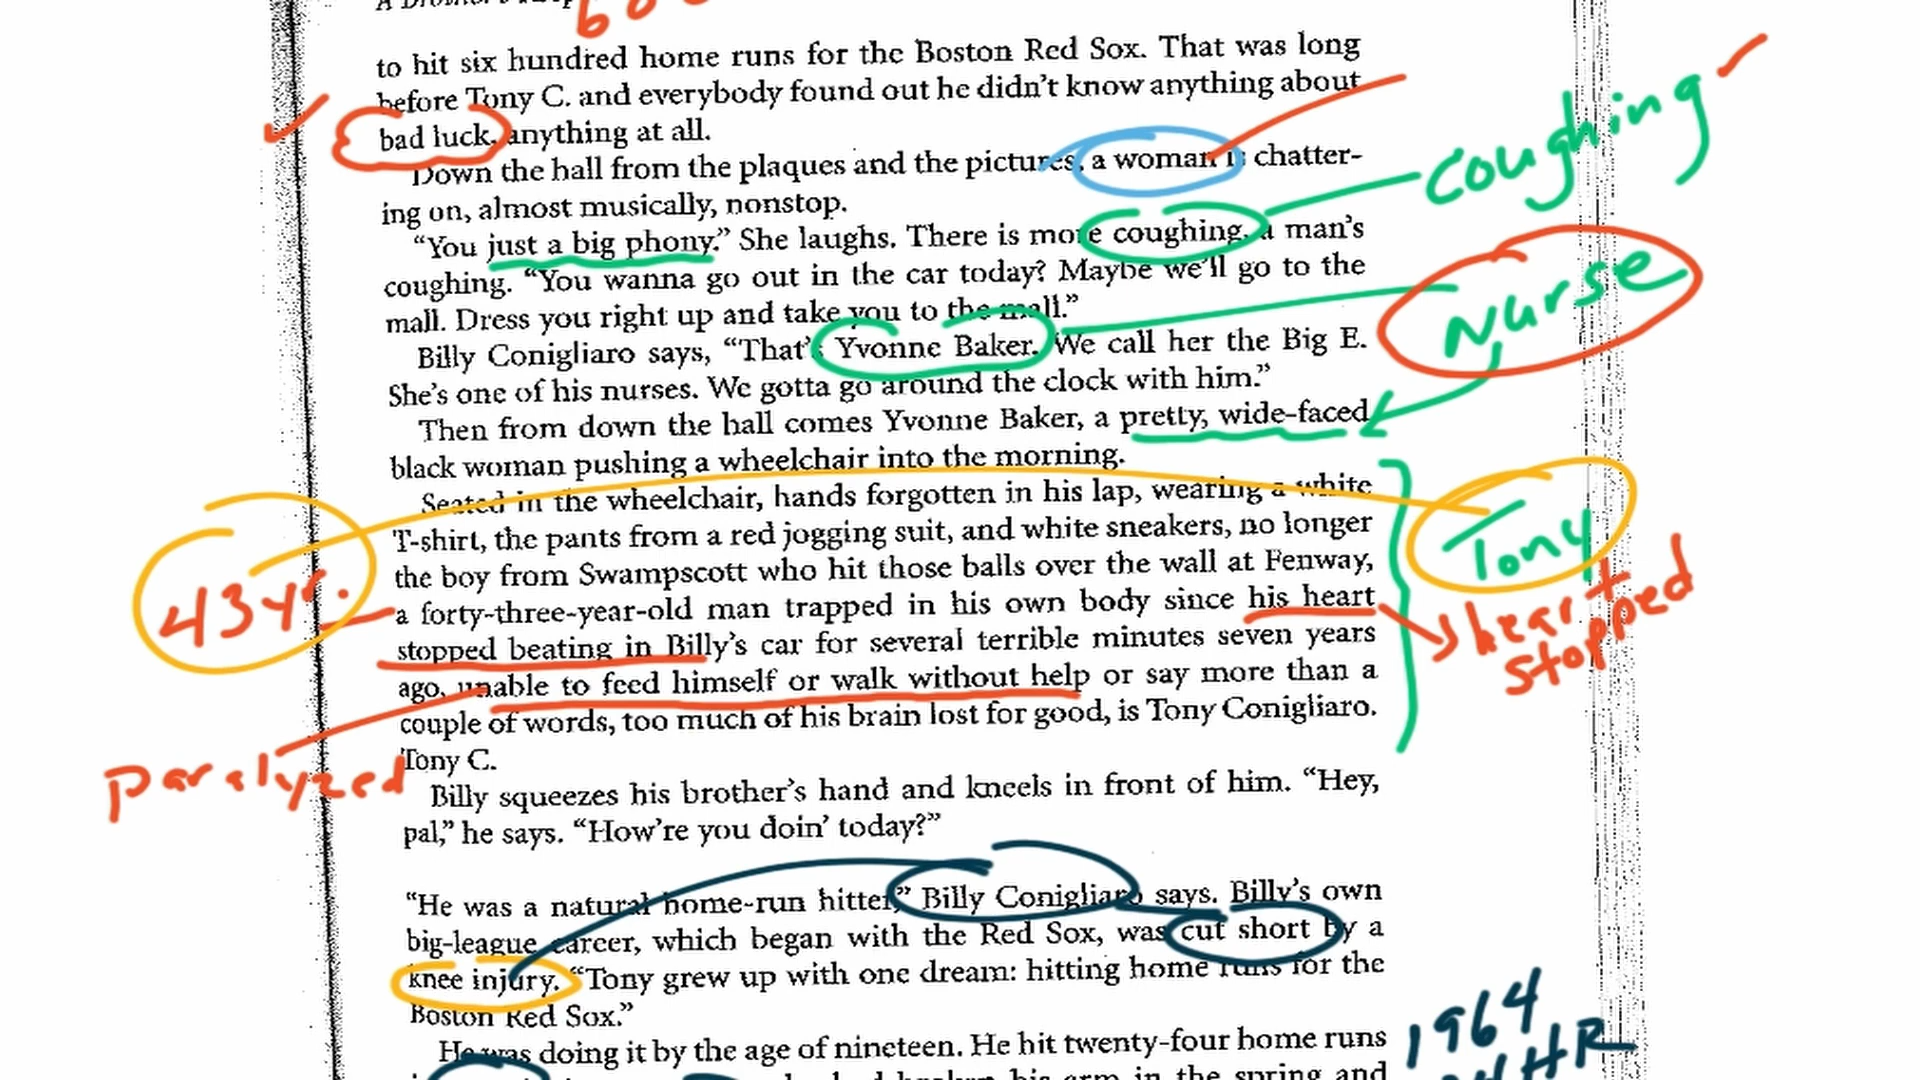 to hit six hundred home runs for the Boston Red Sox. That was long
before Tony C. and everybody found out he didn't know anything about
bad luck, anything at all.
Down the hall from the plaques and the pictures, a woman is chatter-
ing on, almost musically, nonstop.
coughing
"You just a big phony." She laughs. There is more coughing, a man's
coughing. "You wanna go out in the car today? Maybe we'll go to the
mall. Dress you right up and take you to the mall."
Nurse
Billy Conigliaro says, "That's Yvonne Baker. We call her the Big E.
She's one of his nurses. We gotta go around the clock with him."
Then from down the hall comes Yvonne Baker, a pretty, wide-faced
black woman pushing a wheelchair into the morning.
Seated in the wheelchair, hands forgotten in his lap, wearing a white
T-shirt, the pants from a red jogging suit, and white sneakers, no longer
Tony
the boy from Swampscott who hit those balls over the wall at Fenway,
43 yr.
a forty-three-year-old man trapped in his own body since his heart
heart
stopped
stopped beating in Billy's car for several terrible minutes seven years
ago, unable to feed himself or walk without help or say more than a
couple of words, too much of his brain lost for good, is Tony Conigliaro.
Tony C.
paralyzed
Billy squeezes his brother's hand and kneels in front of him. "Hey,
pal," he says. "How're you doin' today?"
"He was a natural home-run hitter," Billy Conigliaro says. Billy's own
big-league career, which began with the Red Sox, was cut short by a
knee injury. "Tony grew up with one dream: hitting home runs for the
Boston Red Sox."
1964
He was doing it by the age of nineteen. He hit twenty-four home runs
HR
broken his arm in the spring and